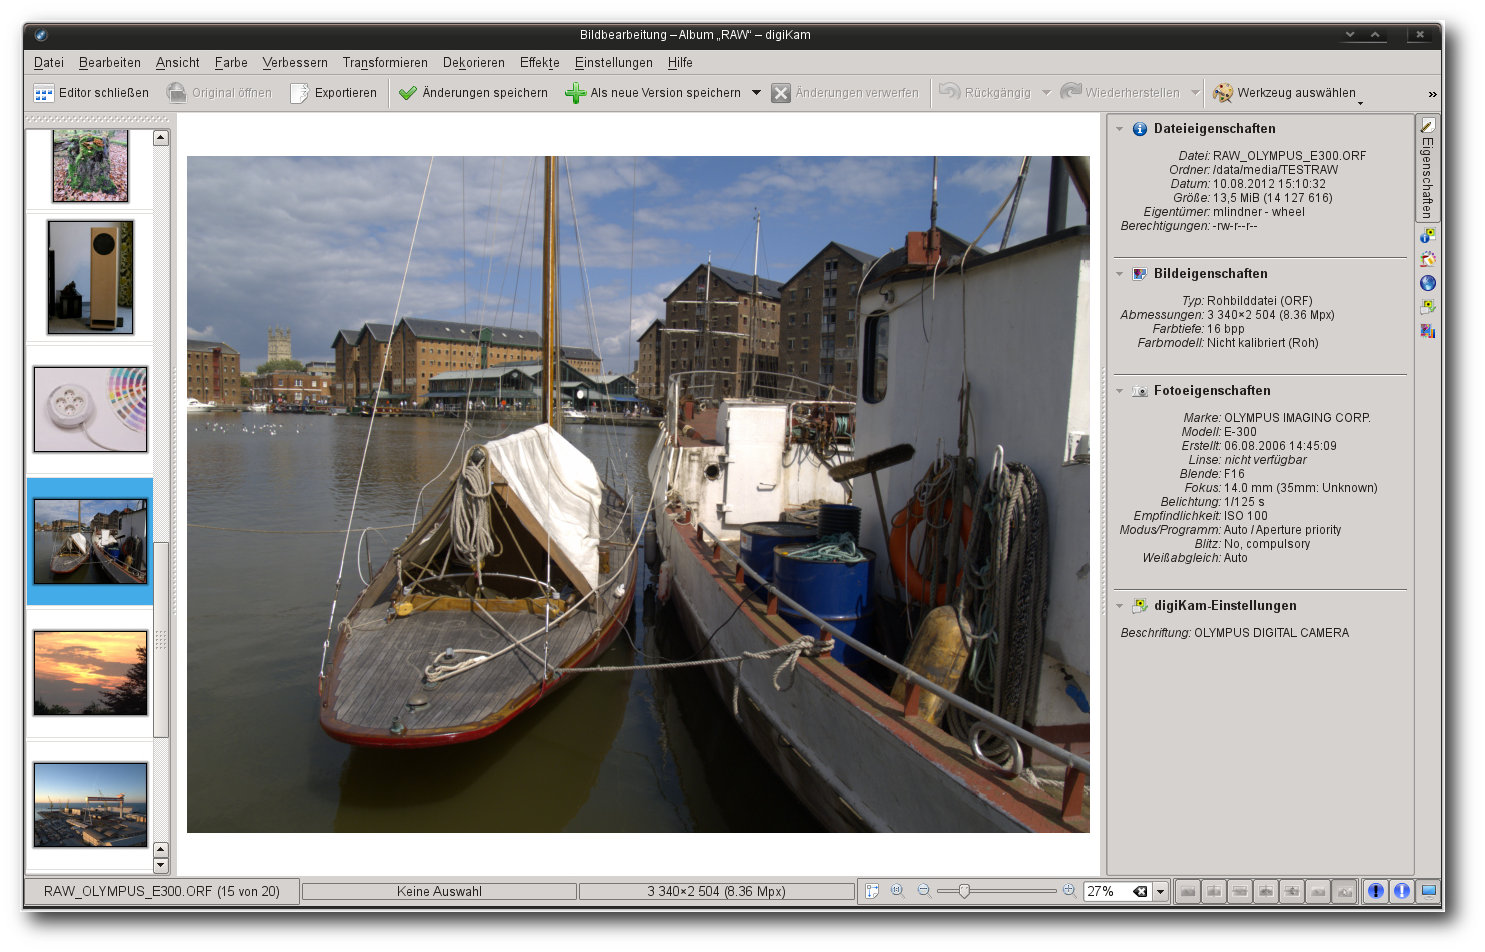 Bildbearbeitung – Album „RAW“ – digiKam
Datei Bearbeiten Ansicht Farbe Verbessern Transformieren Dekorieren Effekte Einstellungen Hilfe
Editor schließen Original öffnen Exportieren Änderungen speichern Als neue Version speichern Änderungen verwerfen Rückgängig Wiederherstellen Werkzeug auswählen »
Dateieigenschaften
Datei: RAW_OLYMPUS_E300.ORF
Ordner: /data/media/TESTRAW
Datum: 10.08.2012 15:10:32
Größe: 13,5 MiB (14 127 616)
Eigentümer: mlindner - wheel
Berechtigungen: -rw-r--r--
Bildeigenschaften
Typ: Rohbilddatei (ORF)
Abmessungen: 3 340×2 504 (8.36 Mpx)
Farbtiefe: 16 bpp
Farbmodell: Nicht kalibriert (Roh)
Fotoeigenschaften
Marke: OLYMPUS IMAGING CORP.
Modell: E-300
Erstellt: 06.08.2006 14:45:09
Linse: nicht verfügbar
Blende: F16
Fokus: 14.0 mm (35mm: Unknown)
Belichtung: 1/125 s
Empfindlichkeit: ISO 100
Modus/Programm: Auto / Aperture priority
Blitz: No, compulsory
Weißabgleich: Auto
digiKam-Einstellungen
Beschriftung: OLYMPUS DIGITAL CAMERA
Eigenschaften
RAW_OLYMPUS_E300.ORF (15 von 20) Keine Auswahl 3 340×2 504 (8.36 Mpx) 27%